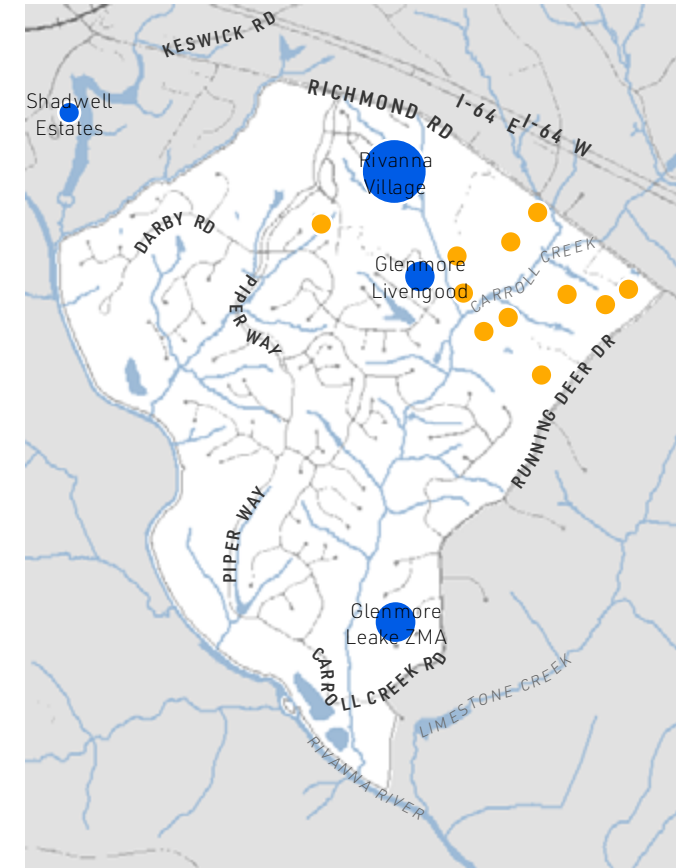 KESWICK RD
Shadwell
Estates
RICHMOND RD
I-64 E
I-64 W
Rivanna
Village
DARBY RD
Glenmore
Livengood
CARROLL CREEK
PIPER WAY
RUNNING DEER DR
PIPER WAY
Glenmore
Leake ZMA
CARROLL CREEK RD
LIMESTONE CREEK
RIVANNA RIVER